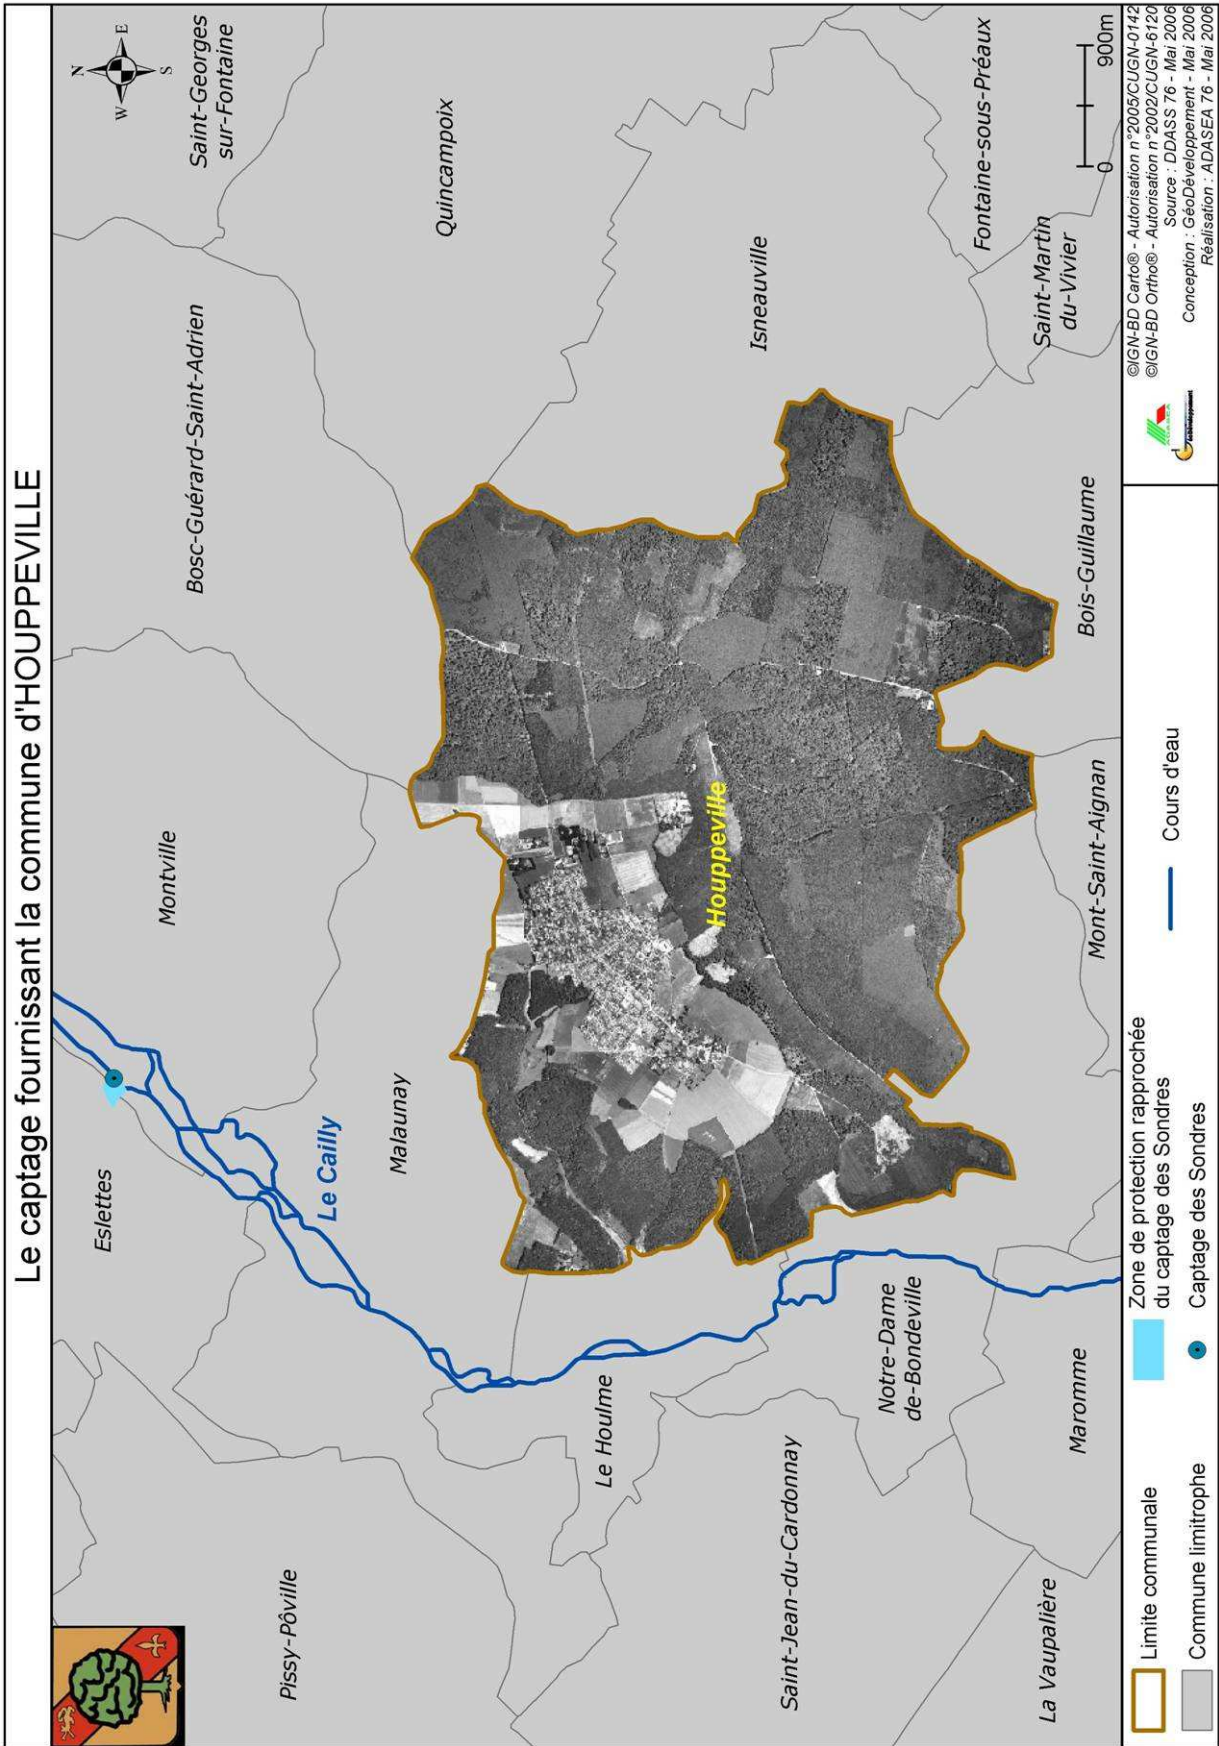 Le captage fournissant la commune d'HOUPPEVILLE
N
W
E
S
Saint-Georges
sur-Fontaine
Bosc-Guérard-Saint-Adrien
Montville
Eslettes
Pissy-Pôville
Quincampoix
Le Cailly
Malaunay
Isneauville
Houppeville
Le Houlme
Saint-Jean-du-Cardonnay
Notre-Dame
de-Bondeville
Fontaine-sous-Préaux
Saint-Martin
du-Vivier
Bois-Guillaume
Mont-Saint-Aignan
Maromme
La Vaupalière
0
900m
Limite communale
Commune limitrophe
Zone de protection rapprochée
du captage des Sondres
Captage des Sondres
Cours d'eau
©IGN-BD Carto® - Autorisation n°2005/CUGN-0142
©IGN-BD Ortho® - Autorisation n°2002/CUGN-6120
Source : DDASS 76 - Mai 2006
Conception : GéoDéveloppement - Mai 2006
Réalisation : ADASEA 76 - Mai 2006